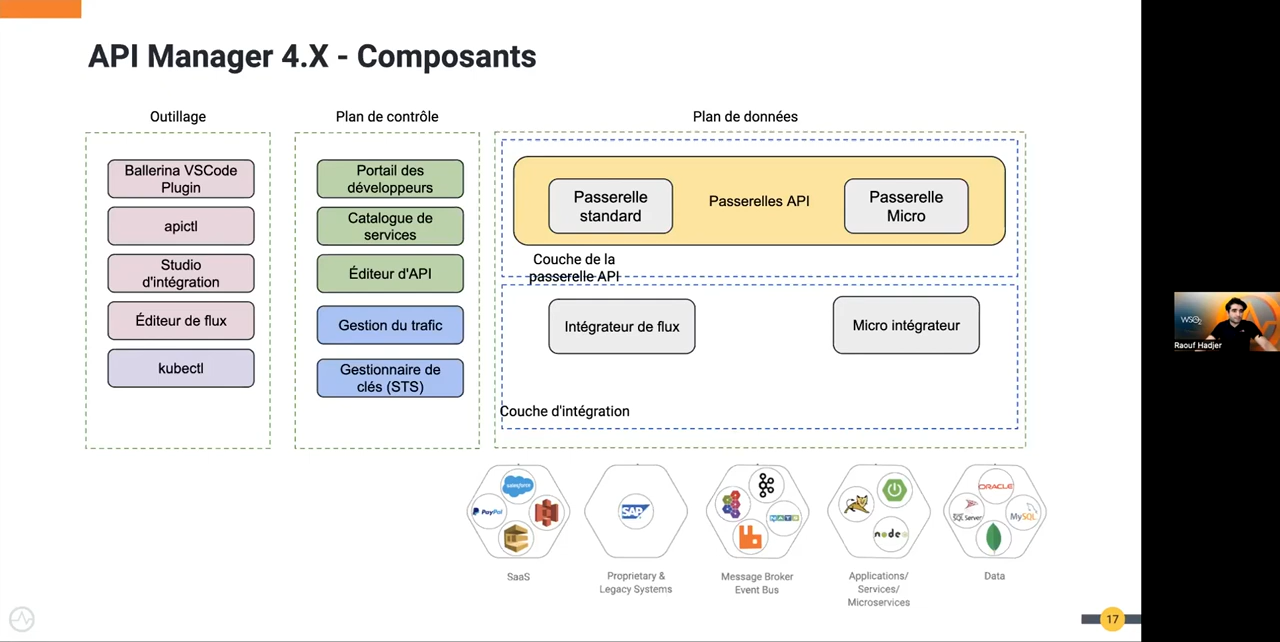 API Manager 4.X - Composants
Outillage
Ballerina VSCode
Plugin
apictl
Studio
d'intégration
Éditeur de flux
kubectl
Plan de contrôle
Portail des
développeurs
Catalogue de
services
Éditeur d'API
Gestion du trafic
Gestionnaire de
clés (STS)
Plan de données
Passerelle
standard
Passerelles API
Passerelle
Micro
Couche de la
passerelle API
Intégrateur de flux
Micro intégrateur
Couche d'intégration
salesforce
PayPal
SaaS
SAP
Proprietary &
Legacy Systems
NATS
Message Broker
Event Bus
node
Applications/
Services/
Microservices
ORACLE
SQL Server
MySQL
Data
WSO2
Raouf Hadjer
17